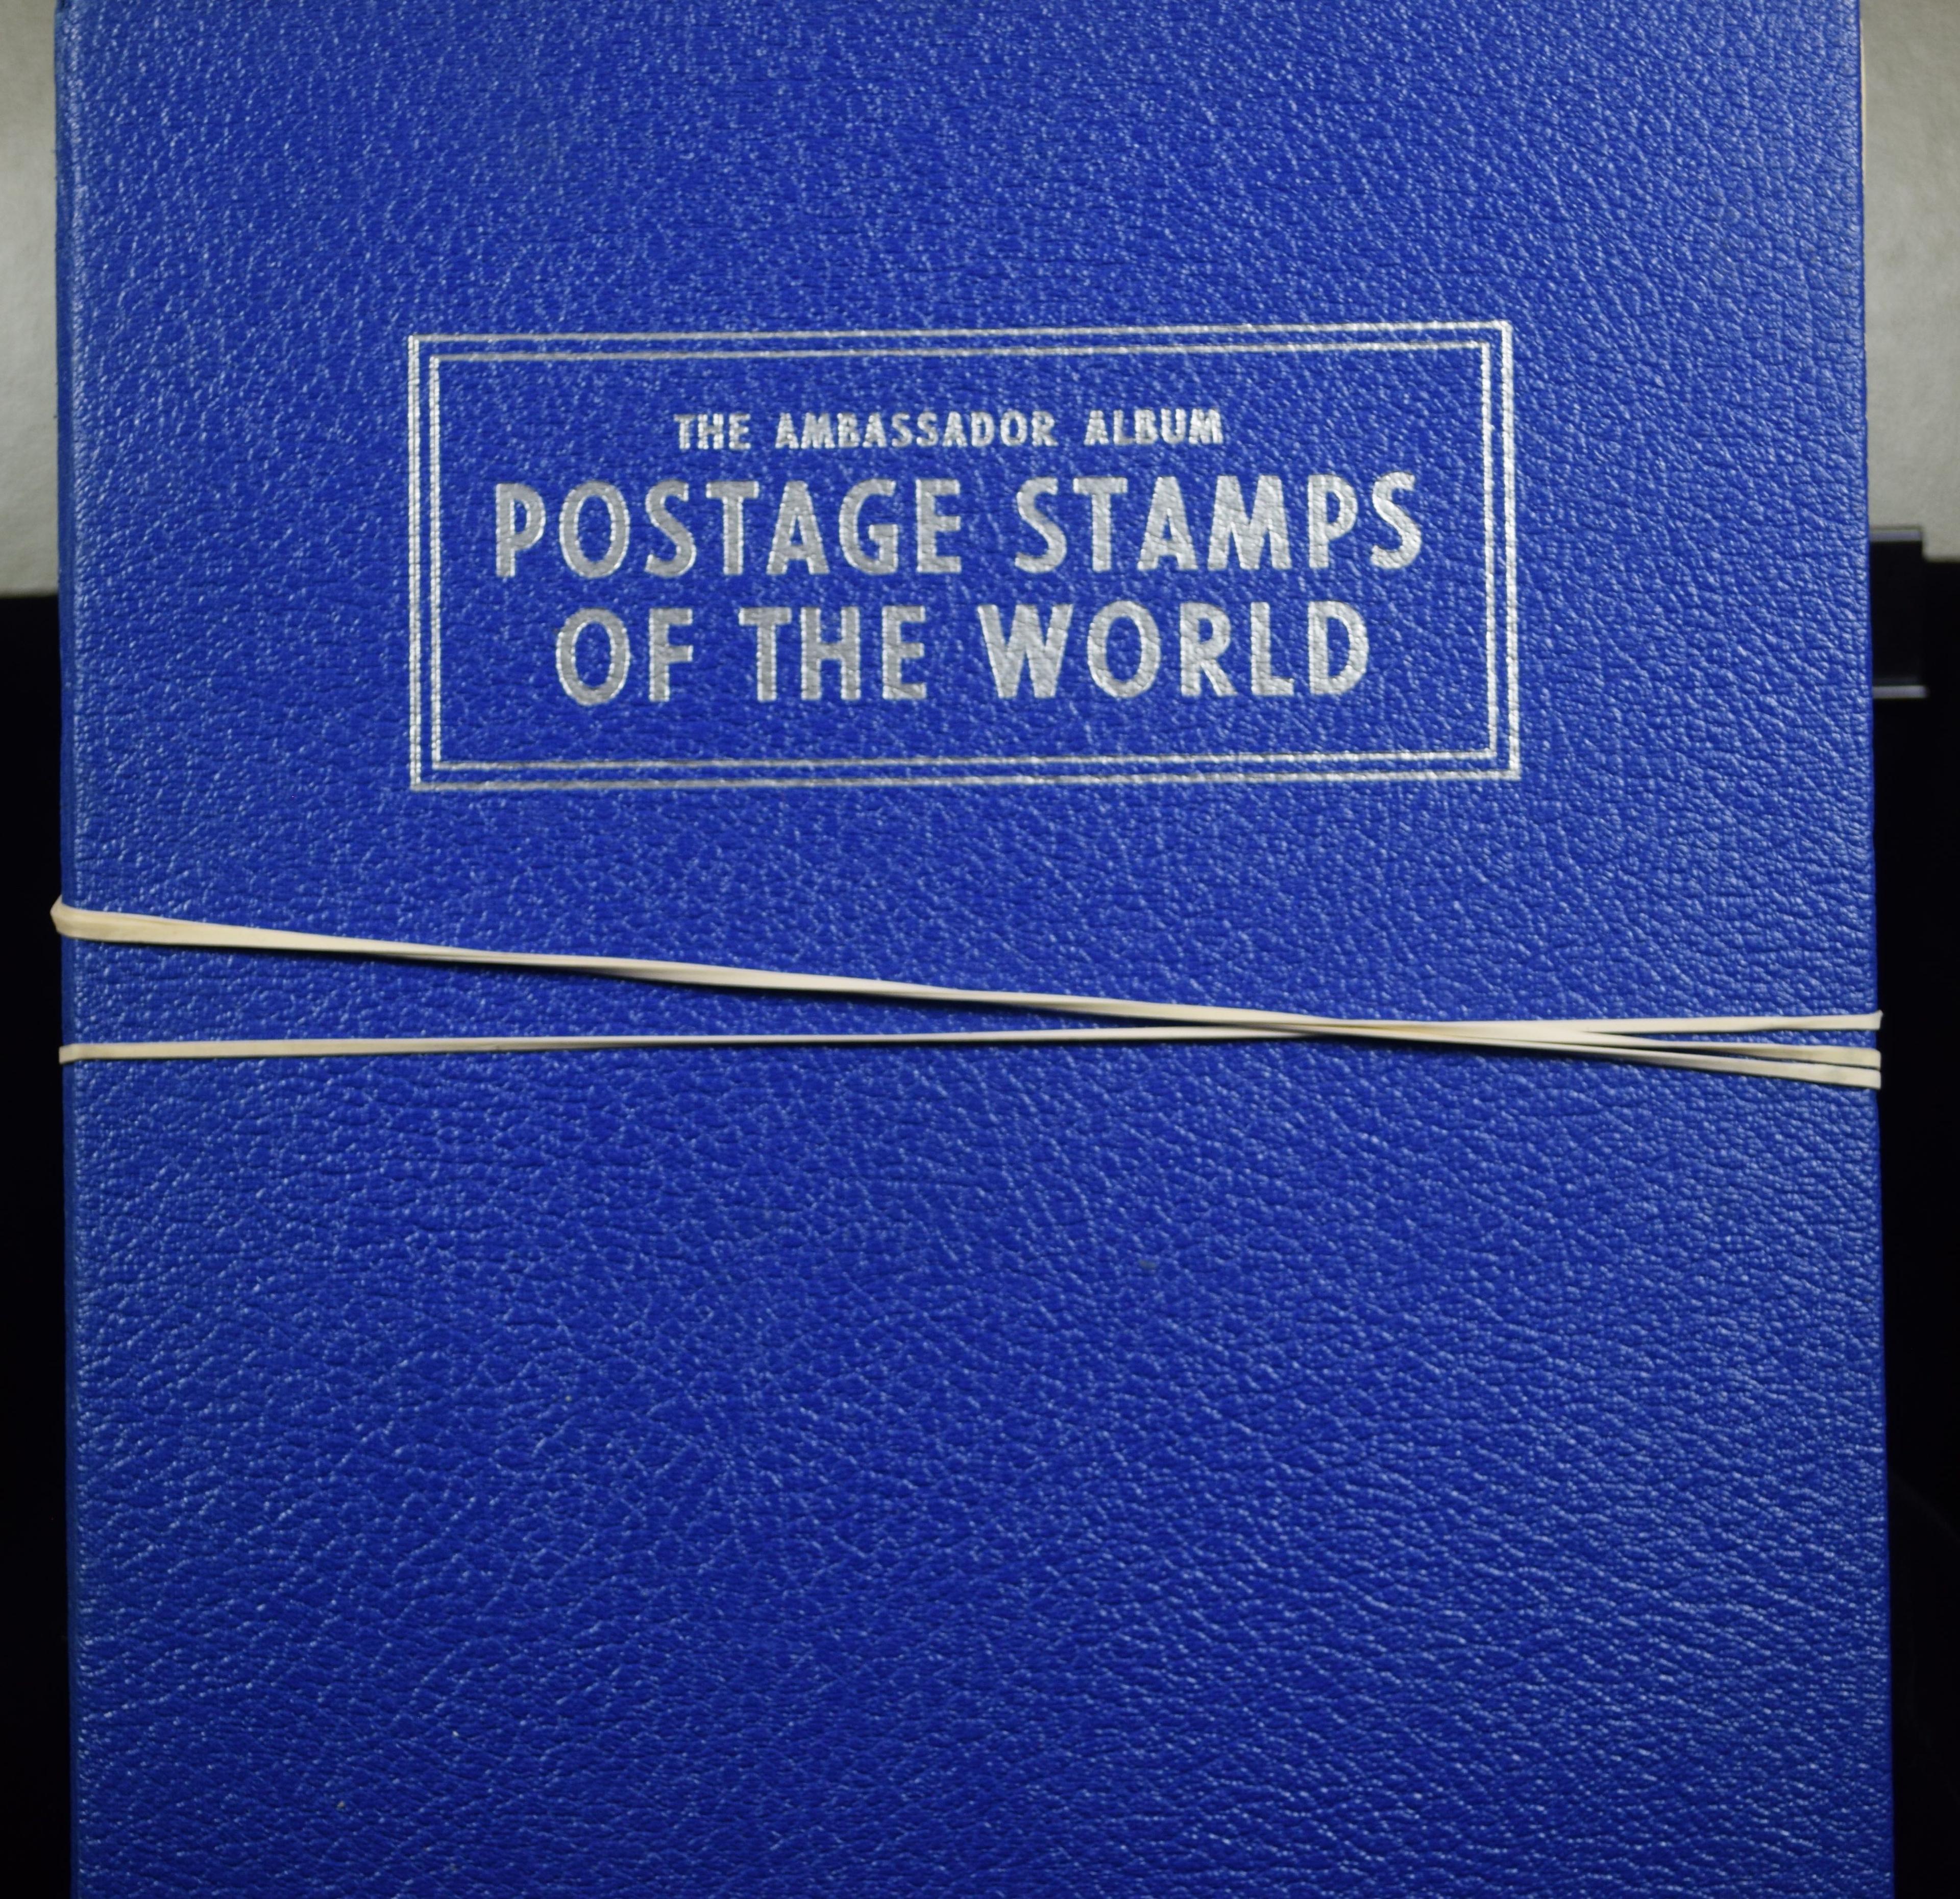 THE AMBASSADOR ALBUM
POSTAGE STAMPS
OF THE WORLD